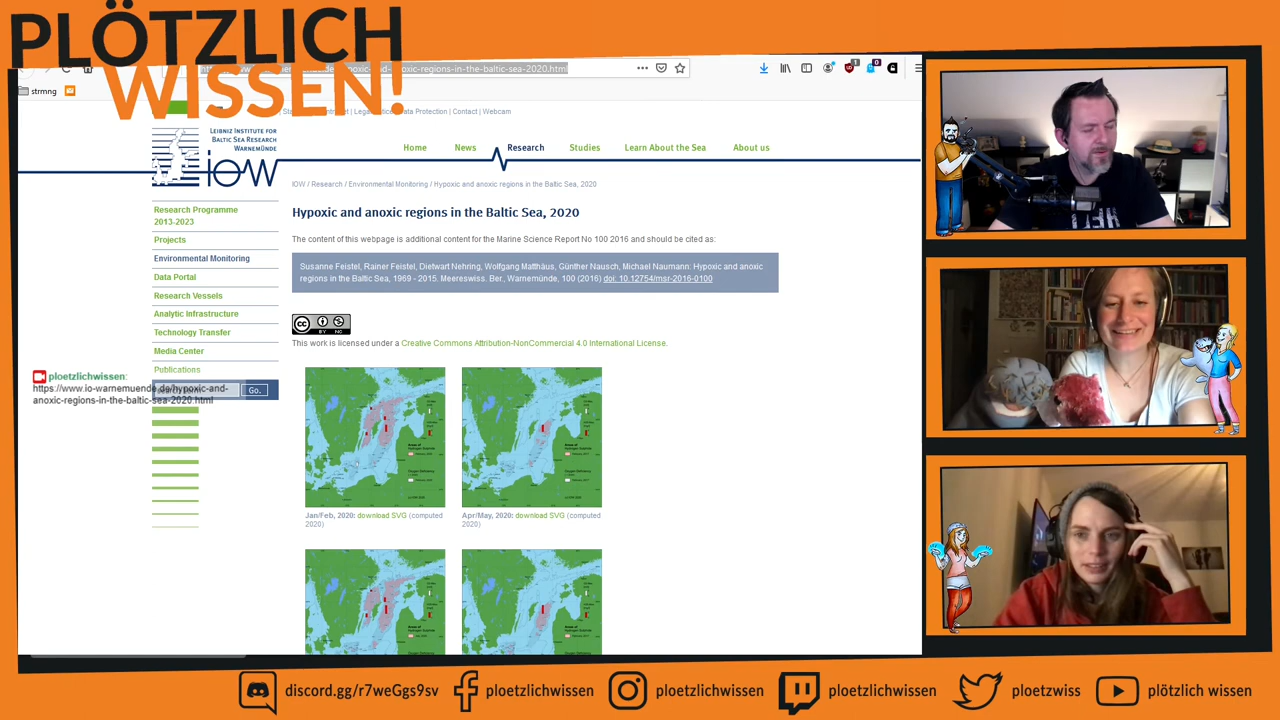 PLÖTZLICH
WISSEN!
oxic-and-anoxic-regions-in-the-baltic-sea-2020.html
strmng
| Contact | Webcam
LEIBNIZ INSTITUTE FOR
BALTIC SEA RESEARCH
WARNEMÜNDE
IOW
Home
News
Research
Studies
Learn About the Sea
About us
IOW / Research / Environmental Monitoring / Hypoxic and anoxic regions in the Baltic Sea, 2020
Research Programme
2013-2023
Projects
Environmental Monitoring
Data Portal
Research Vessels
Analytic Infrastructure
Technology Transfer
Media Center
Publications
Go.
ploetzlichwissen:
https://www.io-warnemuende.de/hypoxic-and-
anoxic-regions-in-the-baltic-sea-2020.html
Hypoxic and anoxic regions in the Baltic Sea, 2020
The content of this webpage is additional content for the Marine Science Report No 100 2016 and should be cited as:
Susanne Feistel, Rainer Feistel, Dietwart Nehring, Wolfgang Matthäus, Günther Nausch, Michael Naumann: Hypoxic and anoxic
regions in the Baltic Sea, 1969 - 2015. Meereswiss. Ber., Warnemünde, 100 (2016) doi: 10.12754/msr-2016-0100
cc
BY NC
This work is licensed under a Creative Commons Attribution-NonCommercial 4.0 International License.
Jan/Feb, 2020: download SVG (computed
2020)
Apr/May, 2020: download SVG (computed
2020)
discord.gg/r7weGgs9sv
ploetzlichwissen
ploetzlichwissen
ploetzlichwissen
ploetzwiss
plötzlich wissen